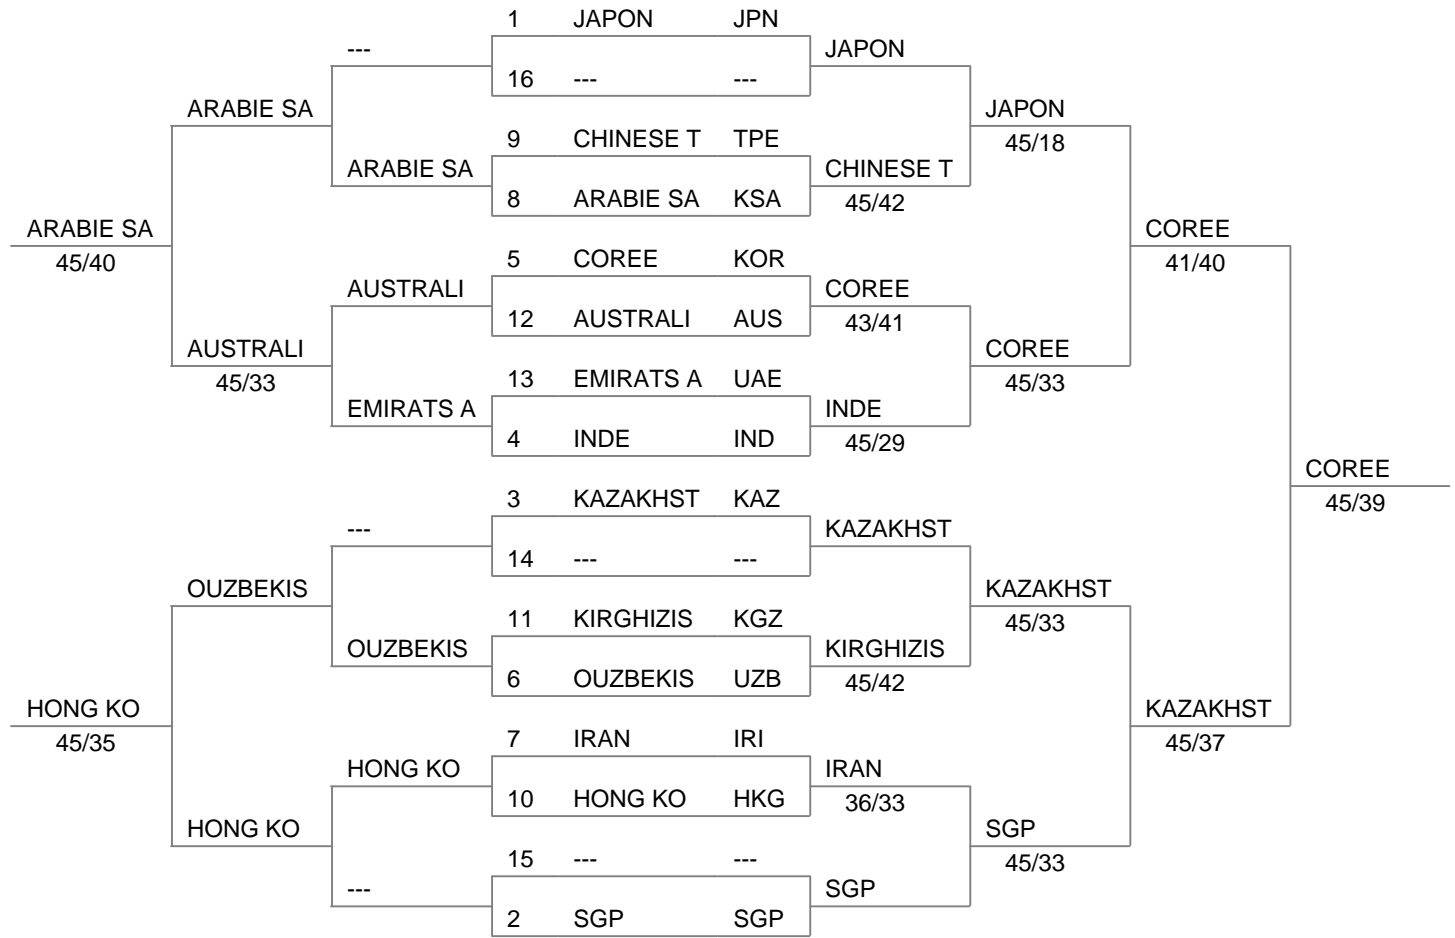 1 JAPON JPN
--- JAPON
16 --- ---
ARABIE SA JAPON
9 CHINESE T TPE 45/18
ARABIE SA CHINESE T
8 ARABIE SA KSA 45/42
ARABIE SA COREE
45/40 5 COREE KOR 41/40
AUSTRALI COREE
12 AUSTRALI AUS 43/41
AUSTRALI COREE
45/33 13 EMIRATS A UAE 45/33
EMIRATS A INDE
4 INDE IND 45/29
COREE
3 KAZAKHST KAZ 45/39
--- KAZAKHST
14 --- ---
OUZBEKIS KAZAKHST
11 KIRGHIZIS KGZ 45/33
OUZBEKIS KIRGHIZIS
6 OUZBEKIS UZB 45/42
HONG KO KAZAKHST
45/35 7 IRAN IRI 45/37
HONG KO IRAN
10 HONG KO HKG 36/33
HONG KO SGP
15 --- --- 45/33
--- SGP
2 SGP SGP